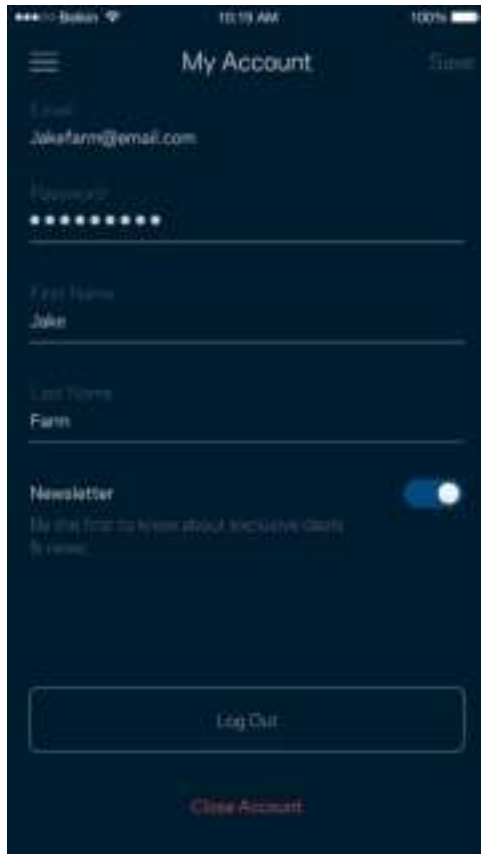 Belkin 10:19 AM 100%
My Account Save
Email
Jakefarm@email.com
Password
First Name
Jake
Last Name
Farm
Newsletter
Be the first to know about exclusive deals
& news.
Log Out
Close Account